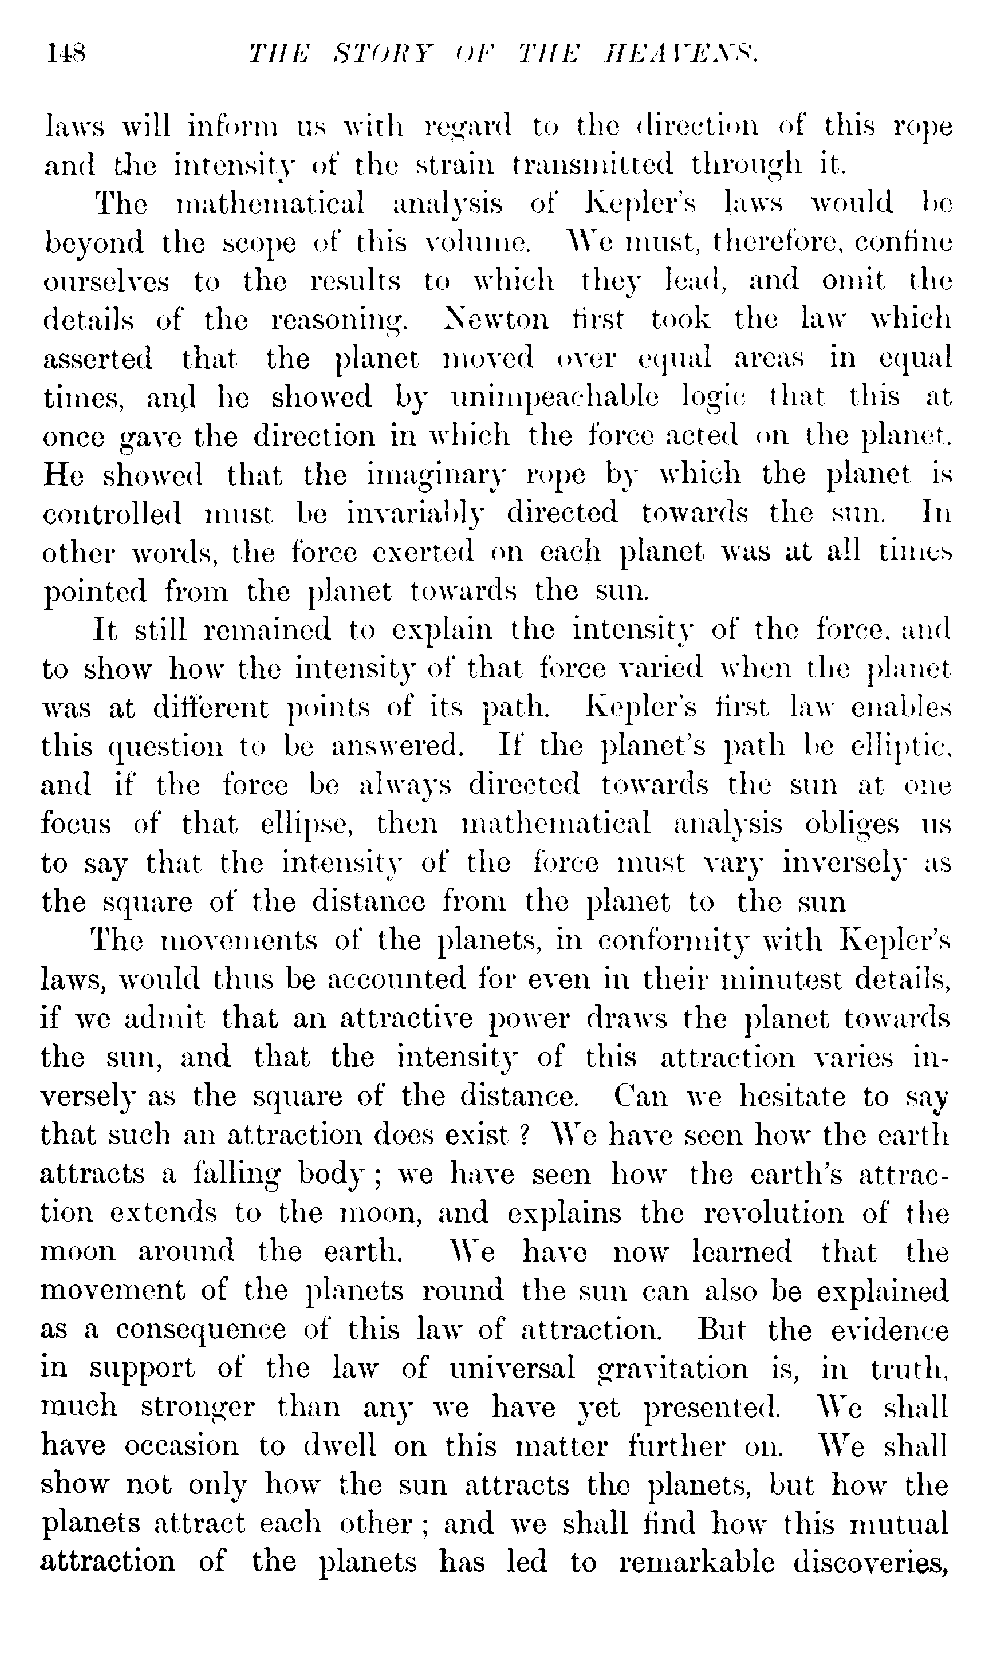 148 THE STORY OF THE HEAVENS.
laws will inform us with regard to the direction of this rope
and the intensity of the strain transmitted through it.
The mathematical analysis of Kepler's laws would be
beyond the scope of this volume. We must, therefore, confine
ourselves to the results to which they lead, and omit the
details of the reasoning. Newton first took the law which
asserted that the planet moved over equal areas in equal
times, and he showed by unimpeachable logic that this at
once gave the direction in which the force acted on the planet.
He showed that the imaginary rope by which the planet is
controlled must be invariably directed towards the sun. In
other words, the force exerted on each planet was at all times
pointed from the planet towards the sun.
It still remained to explain the intensity of the force, and
to show how the intensity of that force varied when the planet
was at different points of its path. Kepler's first law enables
this question to be answered. If the planet's path be elliptic,
and if the force be always directed towards the sun at one
focus of that ellipse, then mathematical analysis obliges us
to say that the intensity of the force must vary inversely as
the square of the distance from the planet to the sun
The movements of the planets, in conformity with Kepler's
laws, would thus be accounted for even in their minutest details,
if we admit that an attractive power draws the planet towards
the sun, and that the intensity of this attraction varies in-
versely as the square of the distance. Can we hesitate to say
that such an attraction does exist ? We have seen how the earth
attracts a falling body ; we have seen how the earth's attrac-
tion extends to the moon, and explains the revolution of the
moon around the earth. We have now learned that the
movement of the planets round the sun can also be explained
as a consequence of this law of attraction. But the evidence
in support of the law of universal gravitation is, in truth,
much stronger than any we have yet presented. We shall
have occasion to dwell on this matter further on. We shall
show not only how the sun attracts the planets, but how the
planets attract each other ; and we shall find how this mutual
attraction of the planets has led to remarkable discoveries,